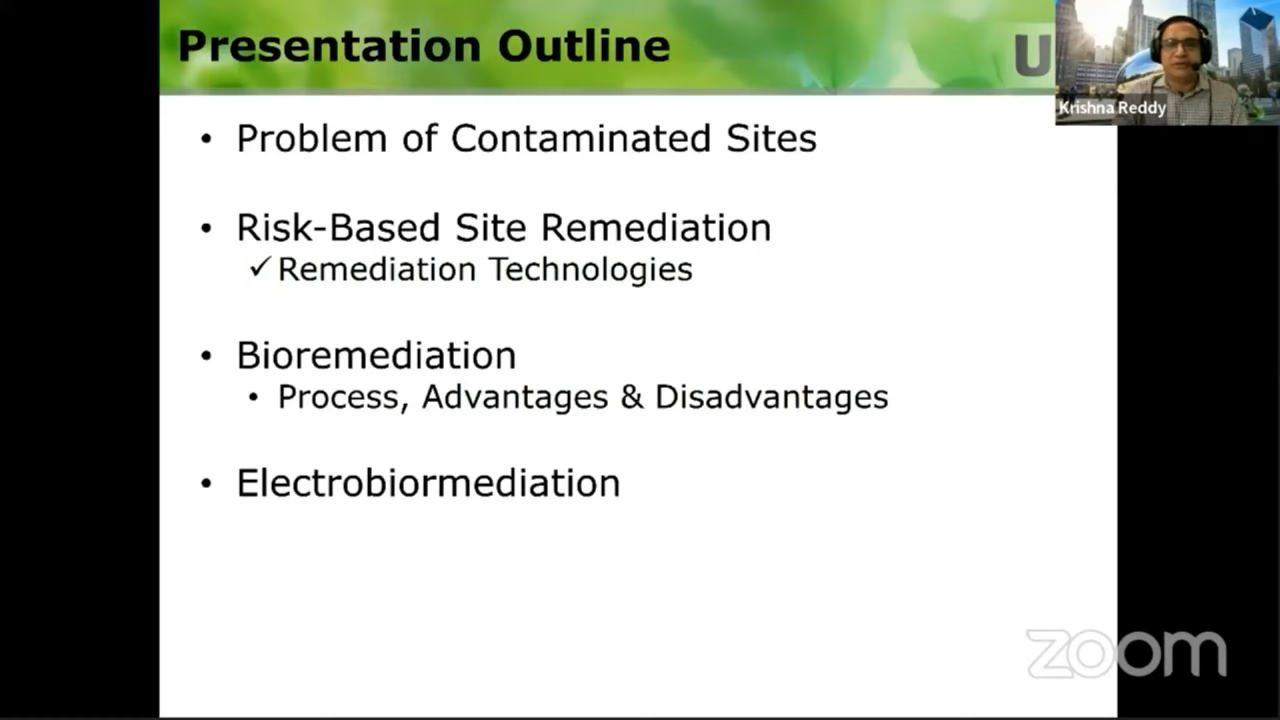 Presentation Outline
U
Krishna Reddy
• Problem of Contaminated Sites
• Risk-Based Site Remediation
✓Remediation Technologies
• Bioremediation
• Process, Advantages & Disadvantages
• Electrobiormediation
zoom